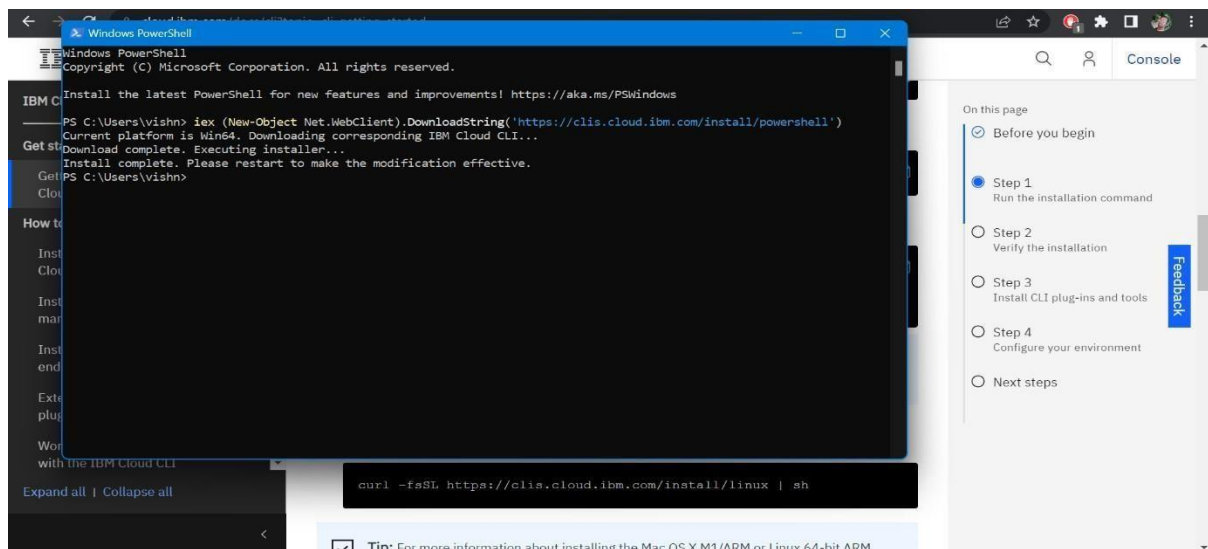 Windows PowerShell
Windows PowerShell
Copyright (C) Microsoft Corporation. All rights reserved.
Install the latest PowerShell for new features and improvements! https://aka.ms/PSWindows
PS C:\Users\vishn> iex (New-Object Net.WebClient).DownloadString('https://clis.cloud.ibm.com/install/powershell')
Current platform is Win64. Downloading corresponding IBM Cloud CLI...
Download complete. Executing installer...
Install complete. Please restart to make the modification effective.
PS C:\Users\vishn>
Console
IBM
Get
How
with the IBM Cloud CLI
Expand all | Collapse all
curl -fsSL https://clis.cloud.ibm.com/install/linux | sh
Tip: For more information about installing the Mac OS X M1/ARM or Linux 64-bit ARM
On this page
Before you begin
Step 1
Run the installation command
Step 2
Verify the installation
Step 3
Install CLI plug-ins and tools
Step 4
Configure your environment
Next steps
Feedback